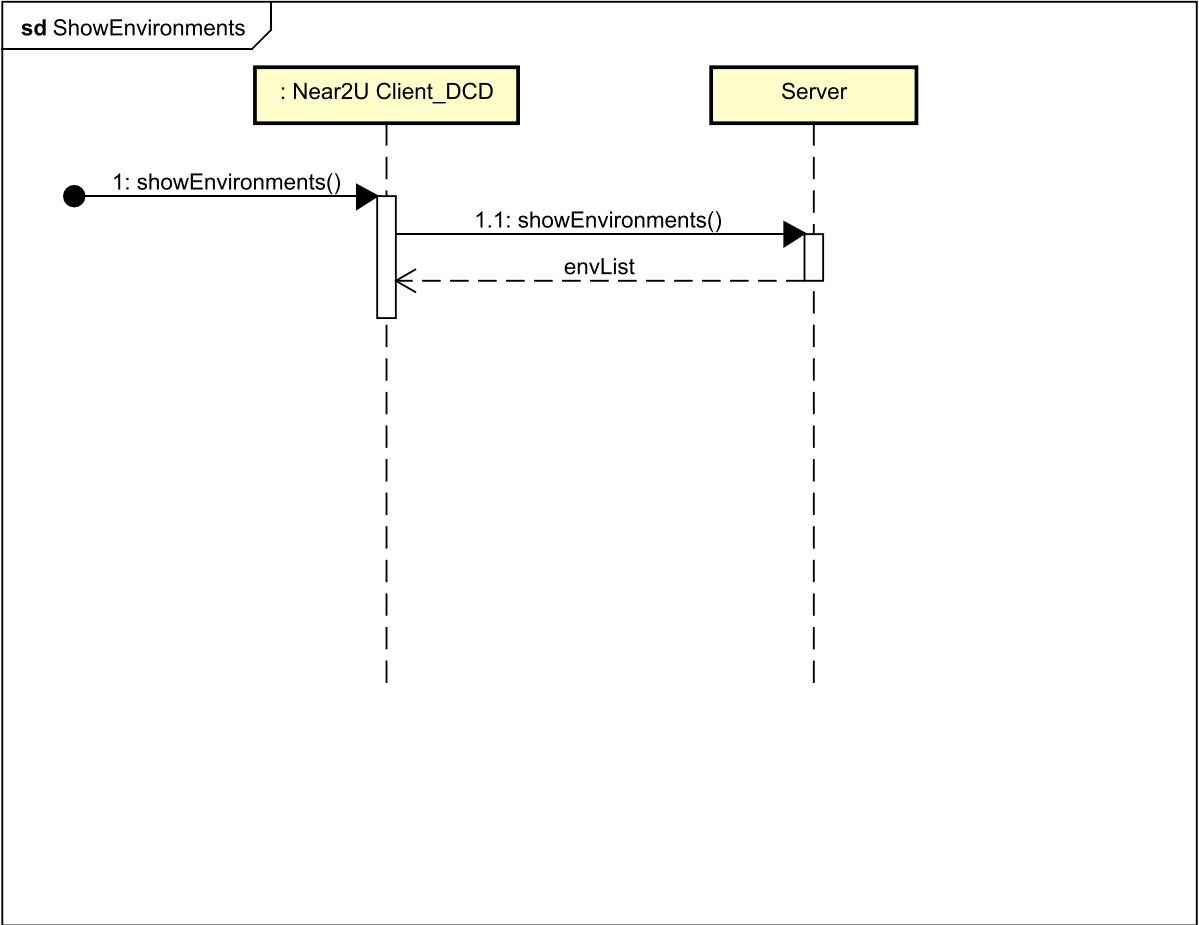 sd ShowEnvironments
: Near2U Client_DCD
Server
1: showEnvironments()
1.1: showEnvironments()
envList